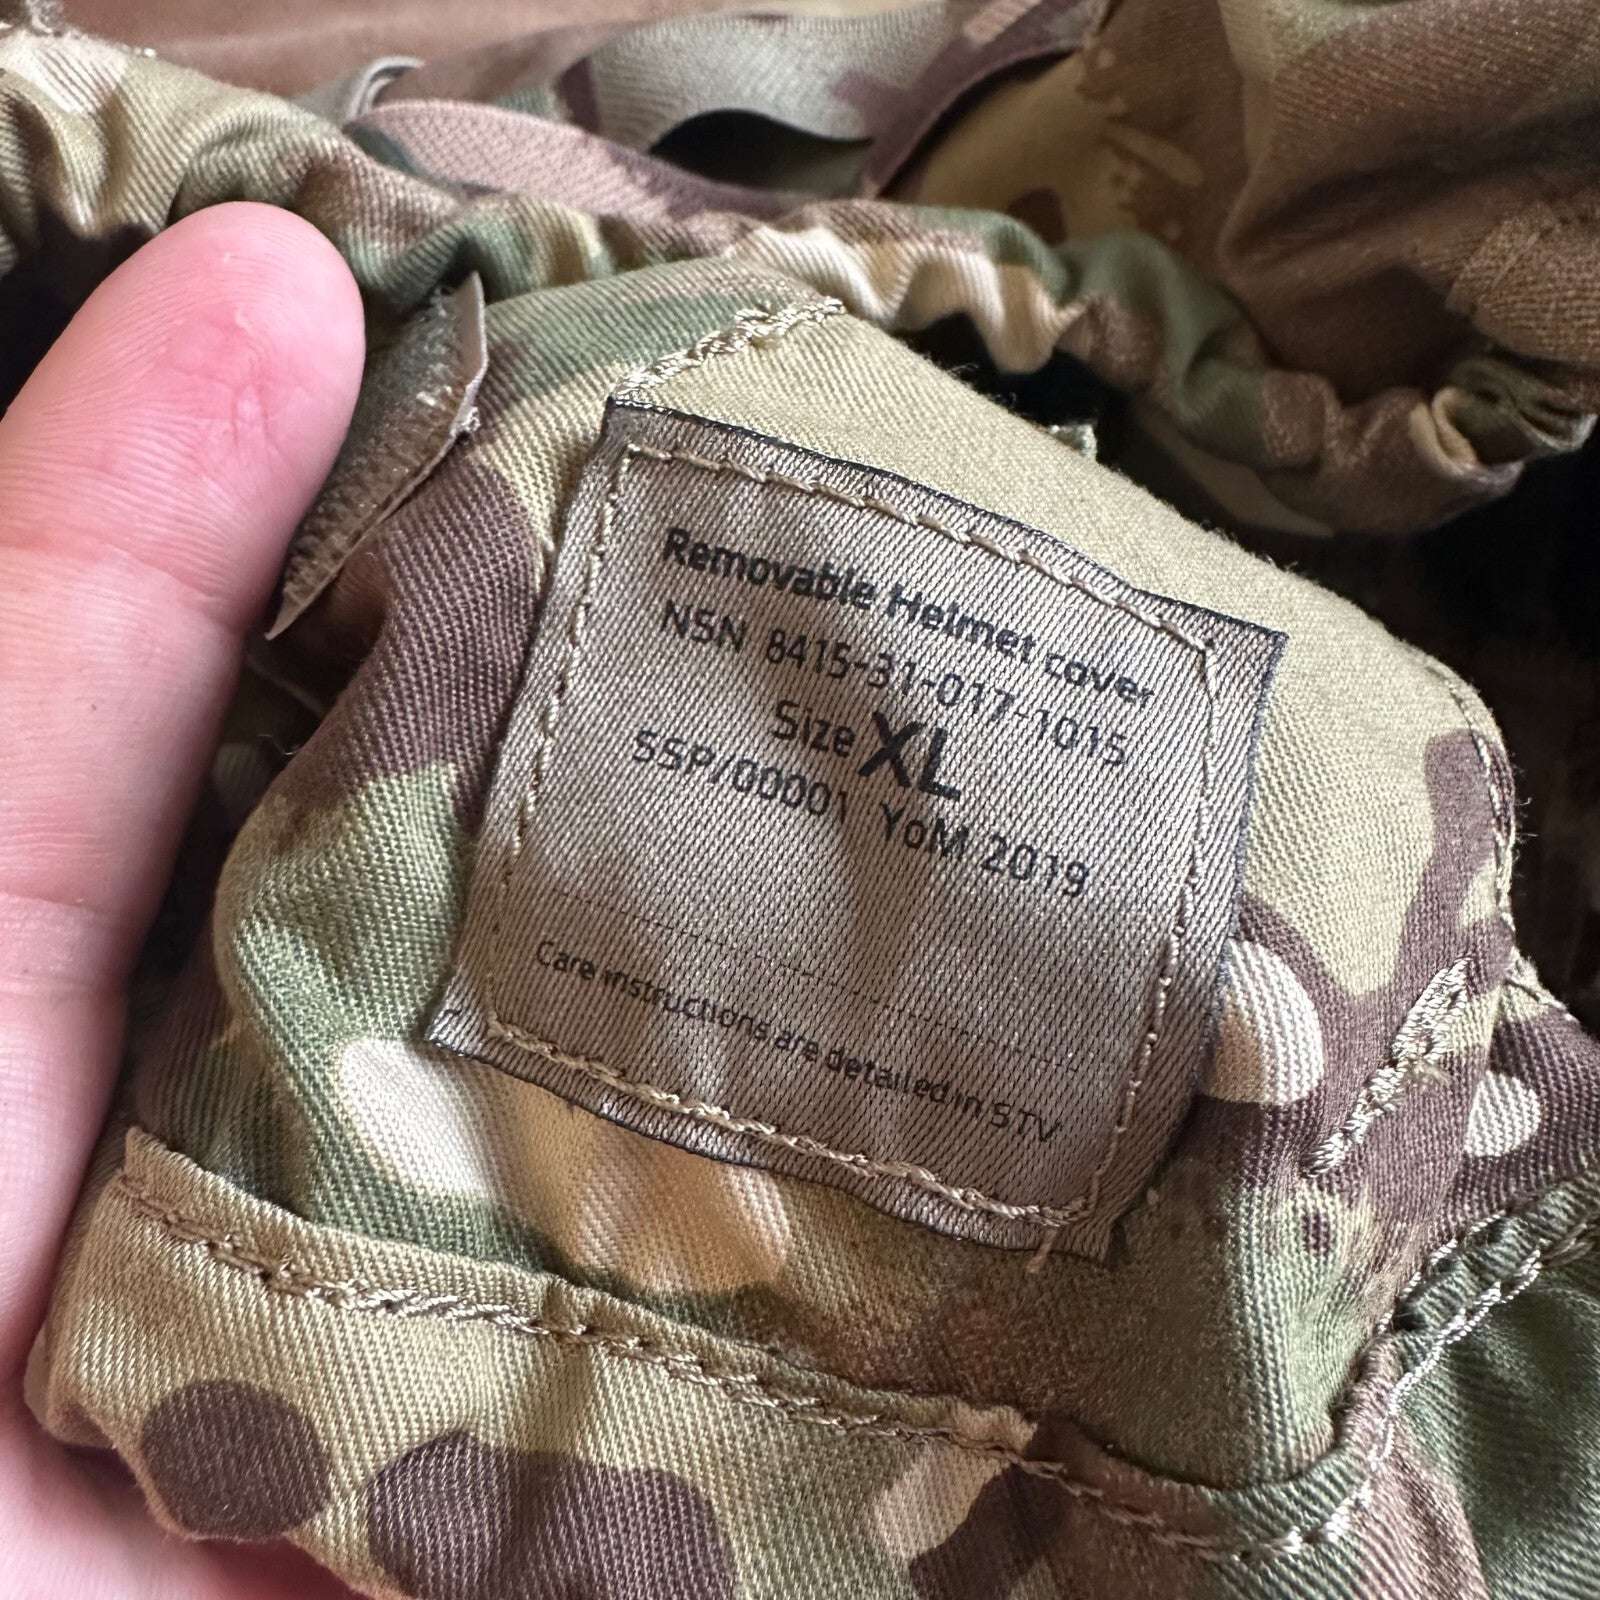 Removable Helmet cover
NSN 8415-31-017-1015
Size XL
SSP/00001 YoM 2019
Care instructions are detailed in STV